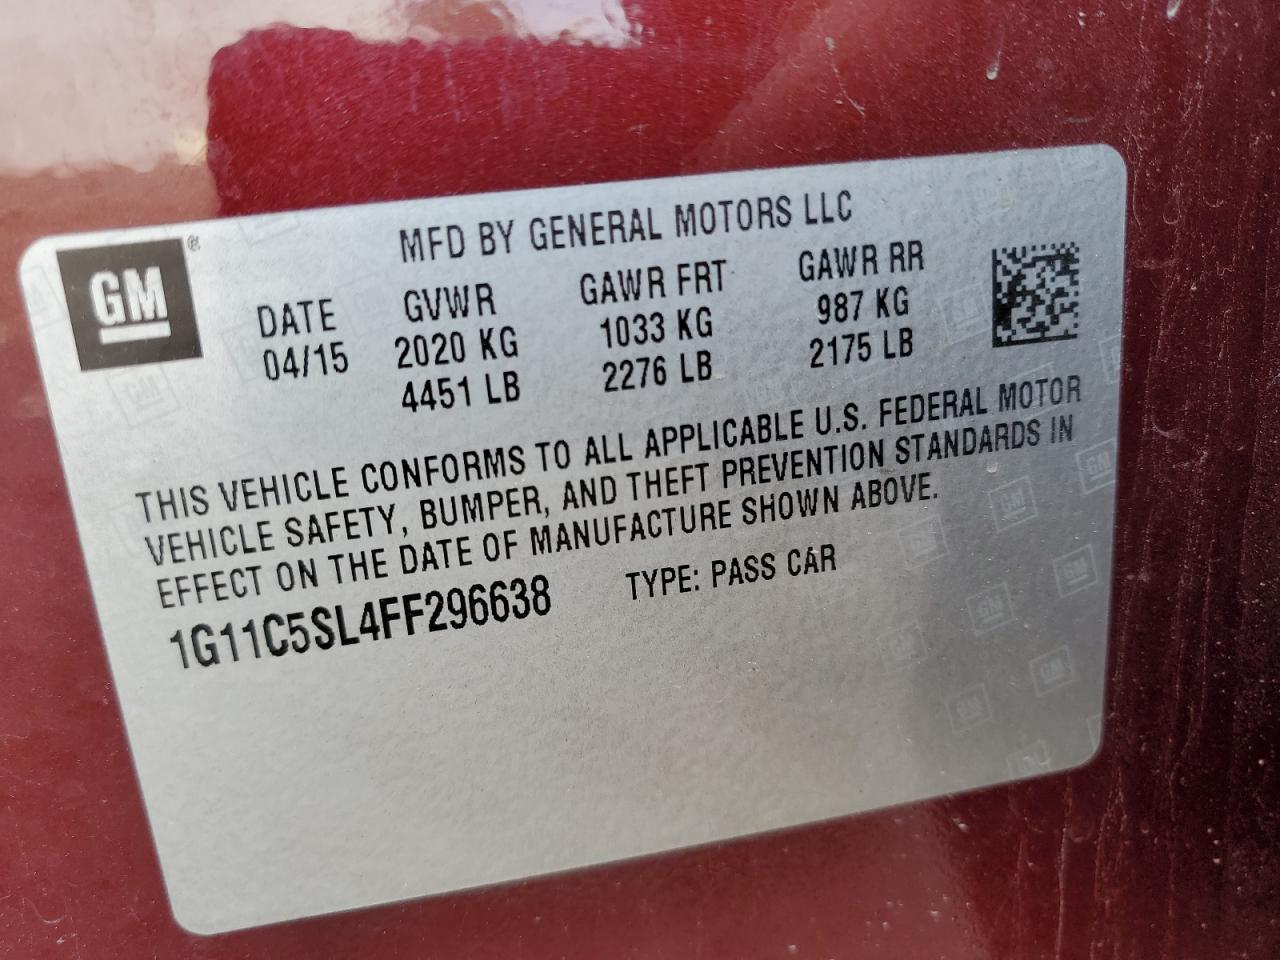 MFD BY GENERAL MOTORS LLC
GM®
DATE GVWR GAWR FRT GAWR RR
04/15 2020 KG 1033 KG 987 KG
4451 LB 2276 LB 2175 LB
THIS VEHICLE CONFORMS TO ALL APPLICABLE U.S. FEDERAL MOTOR
VEHICLE SAFETY, BUMPER, AND THEFT PREVENTION STANDARDS IN
EFFECT ON THE DATE OF MANUFACTURE SHOWN ABOVE.
1G11C5SL4FF296638 TYPE: PASS CAR